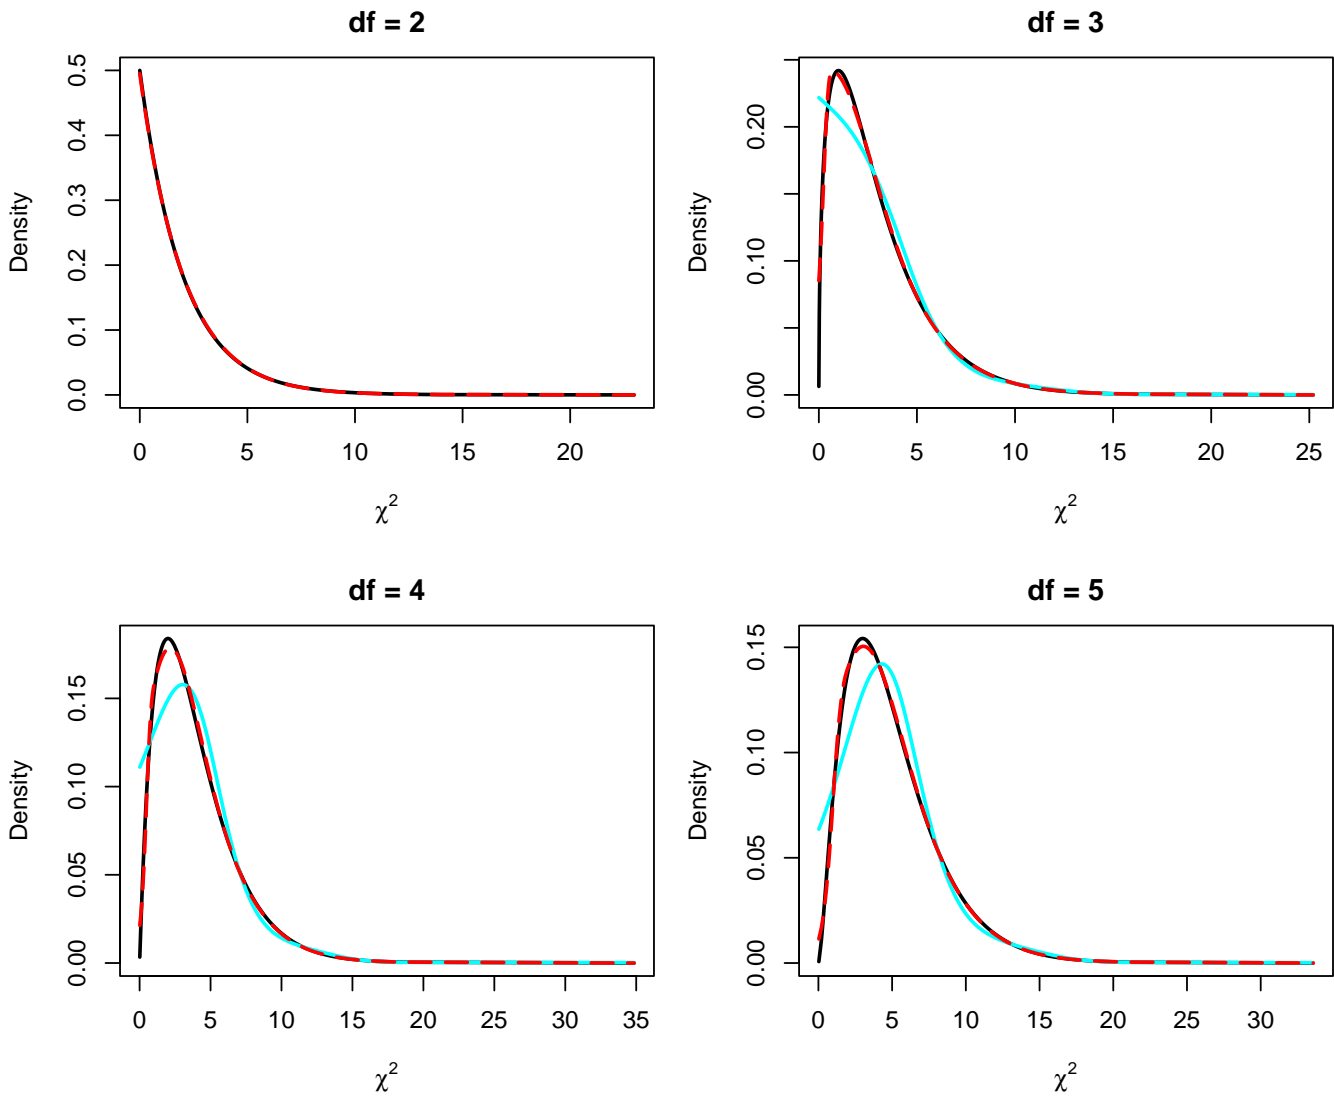 df = 2
Density
0.0 0.1 0.2 0.3 0.4 0.5
0 5 10 15 20
χ²
df = 3
Density
0.00 0.10 0.20
0 5 10 15 20 25
χ²
df = 4
Density
0.00 0.05 0.10 0.15
0 5 10 15 20 25 30 35
χ²
df = 5
Density
0.00 0.05 0.10 0.15
0 5 10 15 20 25 30
χ²